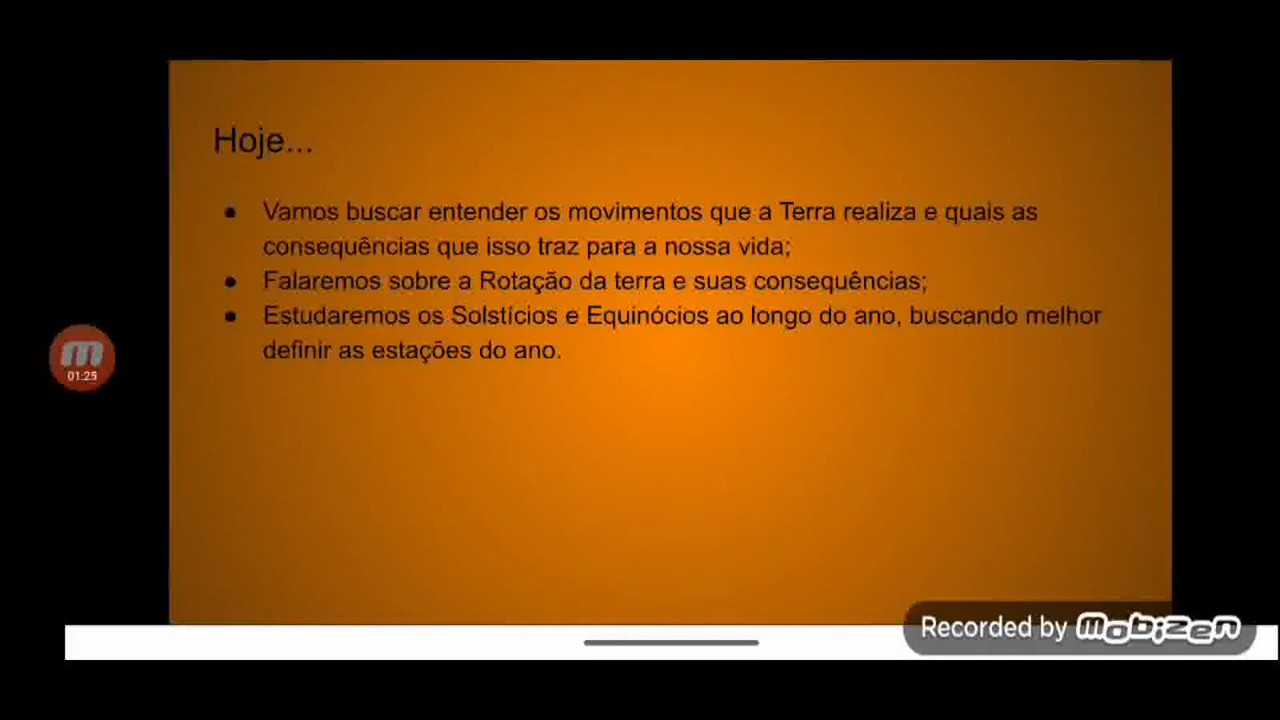 Hoje...
● Vamos buscar entender os movimentos que a Terra realiza e quais as
consequências que isso traz para a nossa vida;
● Falaremos sobre a Rotação da terra e suas consequências;
● Estudaremos os Solstícios e Equinócios ao longo do ano, buscando melhor
definir as estações do ano.
m
01:25
Recorded by mobizen